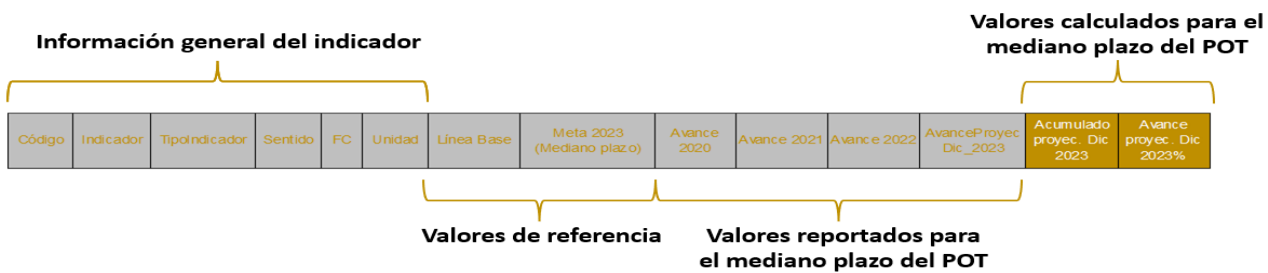 Información general del indicador
Valores calculados para el
mediano plazo del POT
Código
Indicador
TipoIndicador
Sentido
FC
Unidad
Línea Base
Meta 2023
(Mediano plazo)
Avance
2020
Avance 2021
Avance 2022
AvanceProyec
Dic_2023
Acumulado
proyec. Dic
2023
Avance
proyec. Dic
2023%
Valores de referencia
Valores reportados para
el mediano plazo del POT